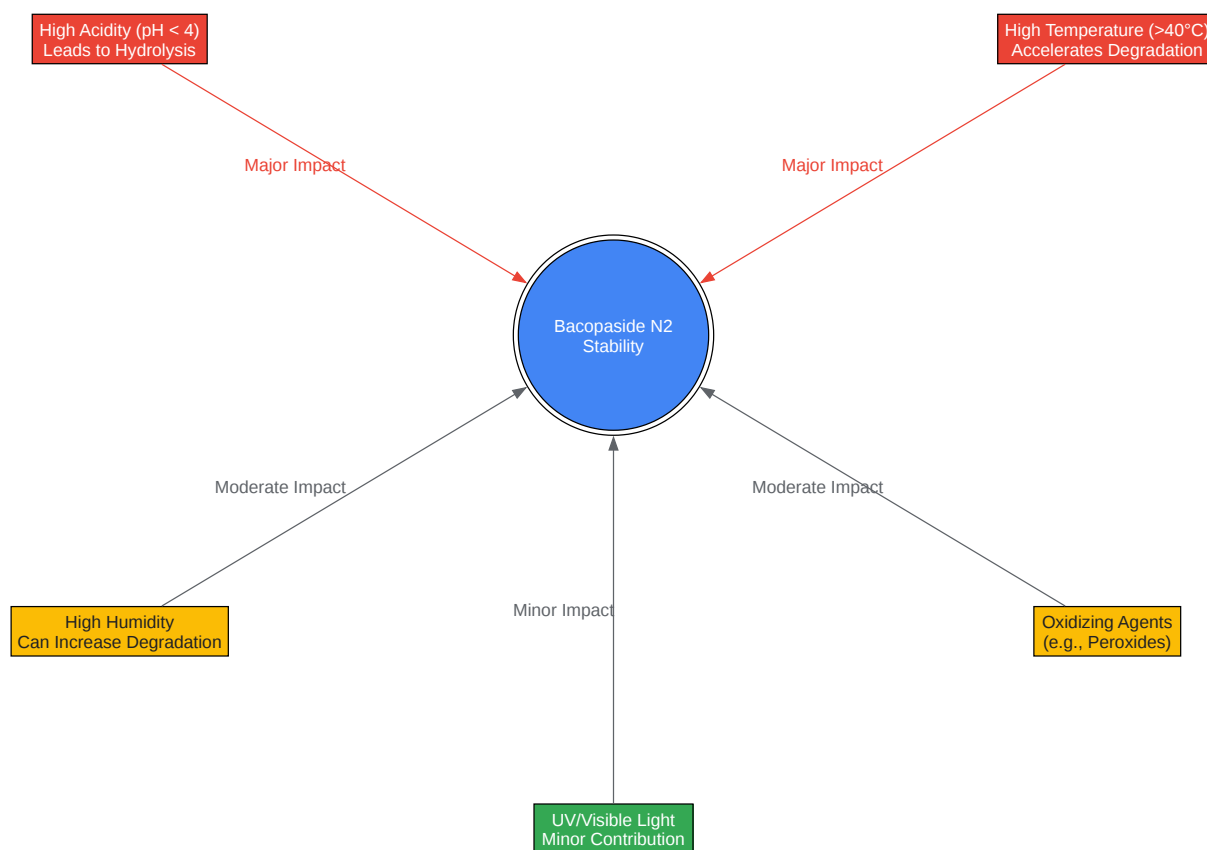 High Acidity (pH < 4)
Leads to Hydrolysis
High Temperature (>40°C)
Accelerates Degradation
Major Impact
Major Impact
Bacopaside N2
Stability
Moderate Impact
Moderate Impact
High Humidity
Can Increase Degradation
Minor Impact
Oxidizing Agents
(e.g., Peroxides)
UV/Visible Light
Minor Contribution